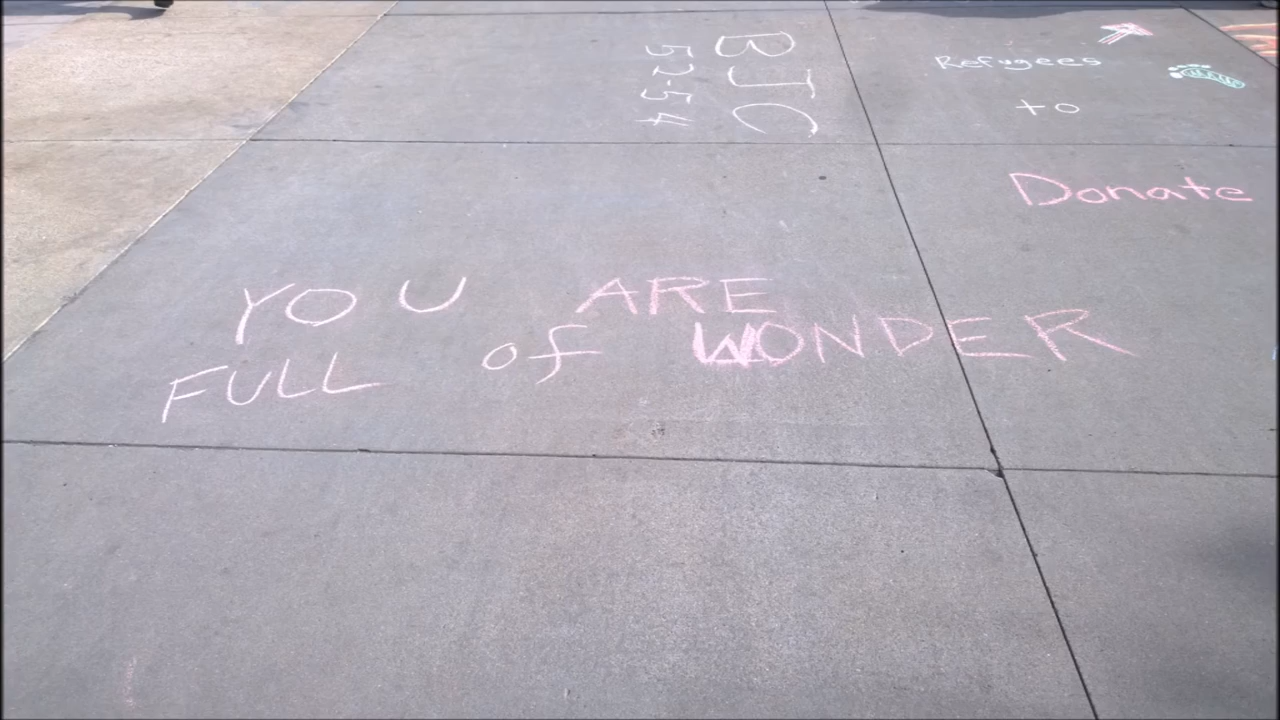 BJC
52-54
Refugees
to
Donate
YOU ARE
FULL of WONDER